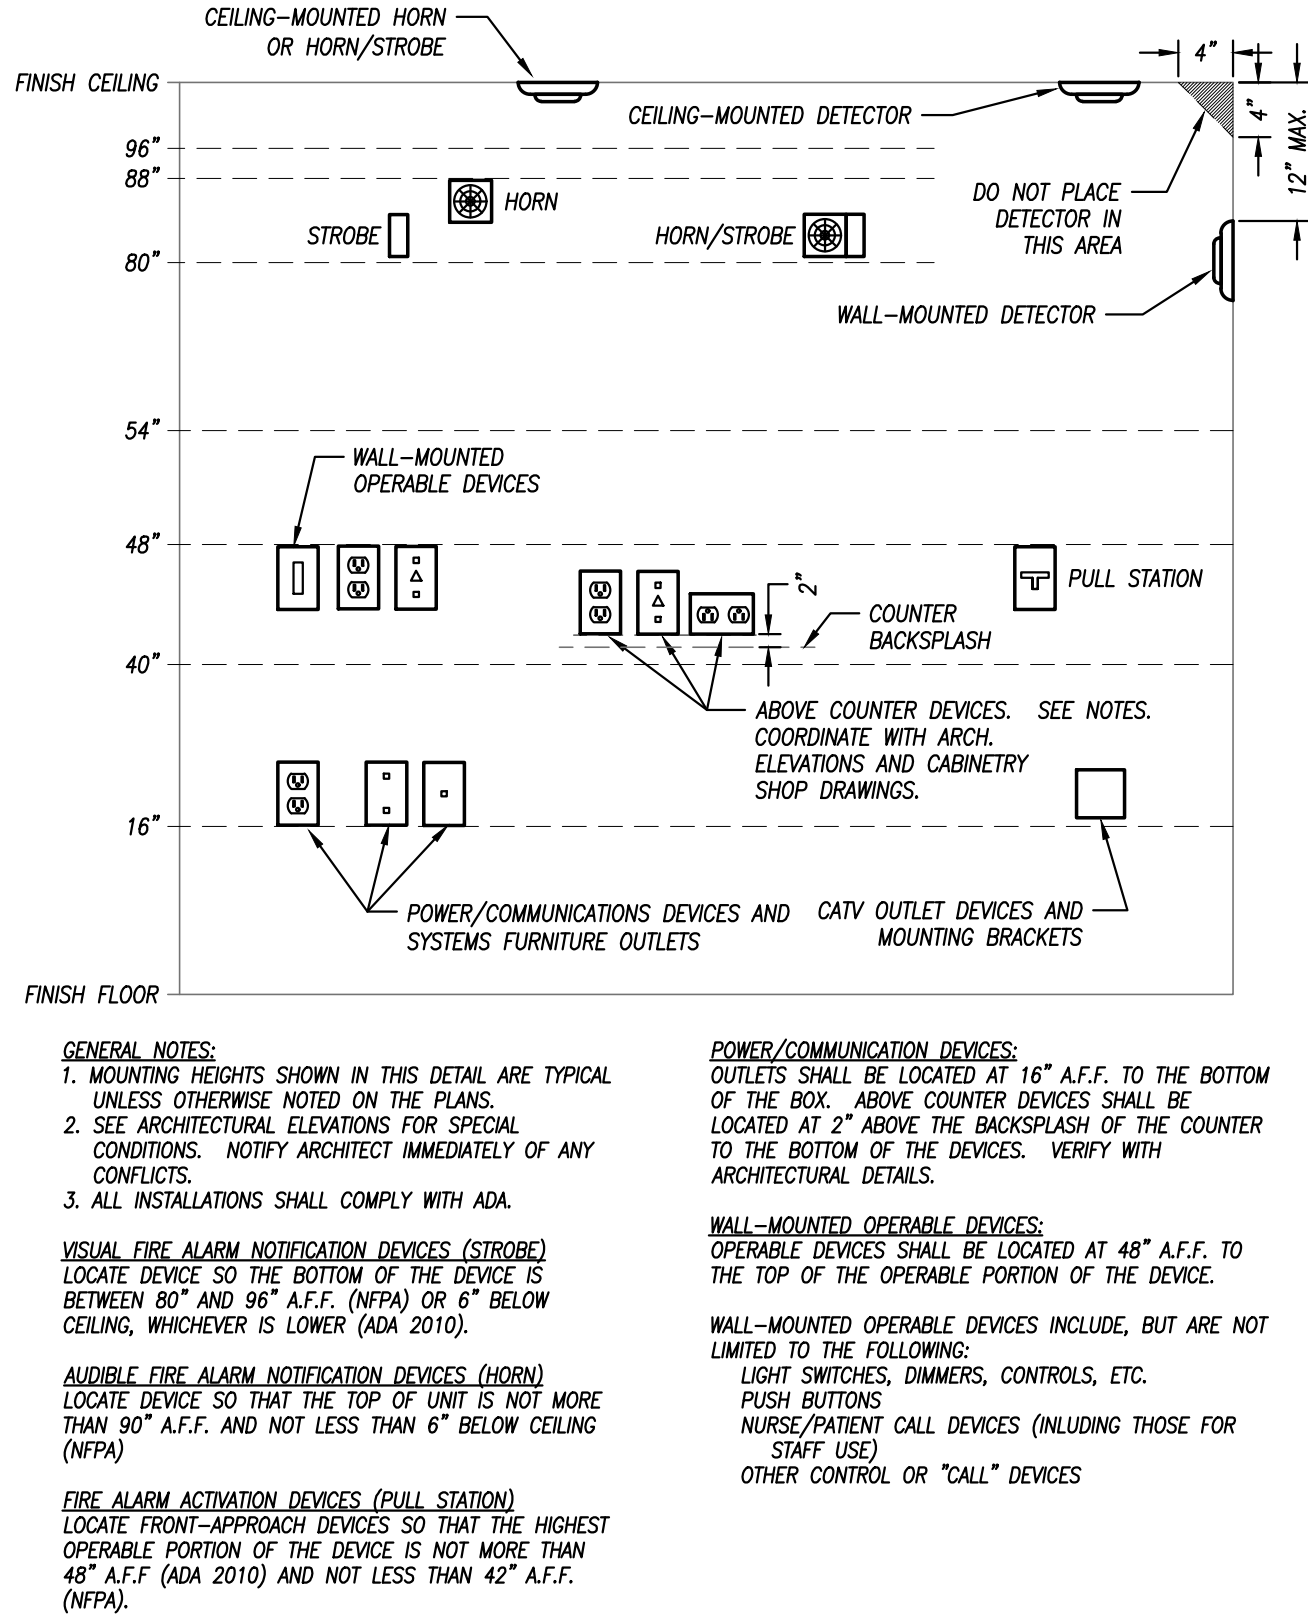 CEILING-MOUNTED HORN
OR HORN/STROBE
FINISH CEILING
CEILING-MOUNTED DETECTOR
4"
4"
12" MAX.
96"
88"
HORN
STROBE
HORN/STROBE
80"
DO NOT PLACE
DETECTOR IN
THIS AREA
WALL-MOUNTED DETECTOR
54"
WALL-MOUNTED
OPERABLE DEVICES
48"
PULL STATION
2"
COUNTER
BACKSPLASH
40"
ABOVE COUNTER DEVICES. SEE NOTES.
COORDINATE WITH ARCH.
ELEVATIONS AND CABINETRY
SHOP DRAWINGS.
16"
POWER/COMMUNICATIONS DEVICES AND
SYSTEMS FURNITURE OUTLETS
CATV OUTLET DEVICES AND
MOUNTING BRACKETS
FINISH FLOOR
GENERAL NOTES:
1. MOUNTING HEIGHTS SHOWN IN THIS DETAIL ARE TYPICAL
UNLESS OTHERWISE NOTED ON THE PLANS.
2. SEE ARCHITECTURAL ELEVATIONS FOR SPECIAL
CONDITIONS. NOTIFY ARCHITECT IMMEDIATELY OF ANY
CONFLICTS.
3. ALL INSTALLATIONS SHALL COMPLY WITH ADA.
VISUAL FIRE ALARM NOTIFICATION DEVICES (STROBE)
LOCATE DEVICE SO THE BOTTOM OF THE DEVICE IS
BETWEEN 80" AND 96" A.F.F. (NFPA) OR 6" BELOW
CEILING, WHICHEVER IS LOWER (ADA 2010).
AUDIBLE FIRE ALARM NOTIFICATION DEVICES (HORN)
LOCATE DEVICE SO THAT THE TOP OF UNIT IS NOT MORE
THAN 90" A.F.F. AND NOT LESS THAN 6" BELOW CEILING
(NFPA)
FIRE ALARM ACTIVATION DEVICES (PULL STATION)
LOCATE FRONT-APPROACH DEVICES SO THAT THE HIGHEST
OPERABLE PORTION OF THE DEVICE IS NOT MORE THAN
48" A.F.F (ADA 2010) AND NOT LESS THAN 42" A.F.F.
(NFPA).
POWER/COMMUNICATION DEVICES:
OUTLETS SHALL BE LOCATED AT 16" A.F.F. TO THE BOTTOM
OF THE BOX. ABOVE COUNTER DEVICES SHALL BE
LOCATED AT 2" ABOVE THE BACKSPLASH OF THE COUNTER
TO THE BOTTOM OF THE DEVICES. VERIFY WITH
ARCHITECTURAL DETAILS.
WALL-MOUNTED OPERABLE DEVICES:
OPERABLE DEVICES SHALL BE LOCATED AT 48" A.F.F. TO
THE TOP OF THE OPERABLE PORTION OF THE DEVICE.
WALL-MOUNTED OPERABLE DEVICES INCLUDE, BUT ARE NOT
LIMITED TO THE FOLLOWING:
LIGHT SWITCHES, DIMMERS, CONTROLS, ETC.
PUSH BUTTONS
NURSE/PATIENT CALL DEVICES (INLUDING THOSE FOR
STAFF USE)
OTHER CONTROL OR "CALL" DEVICES